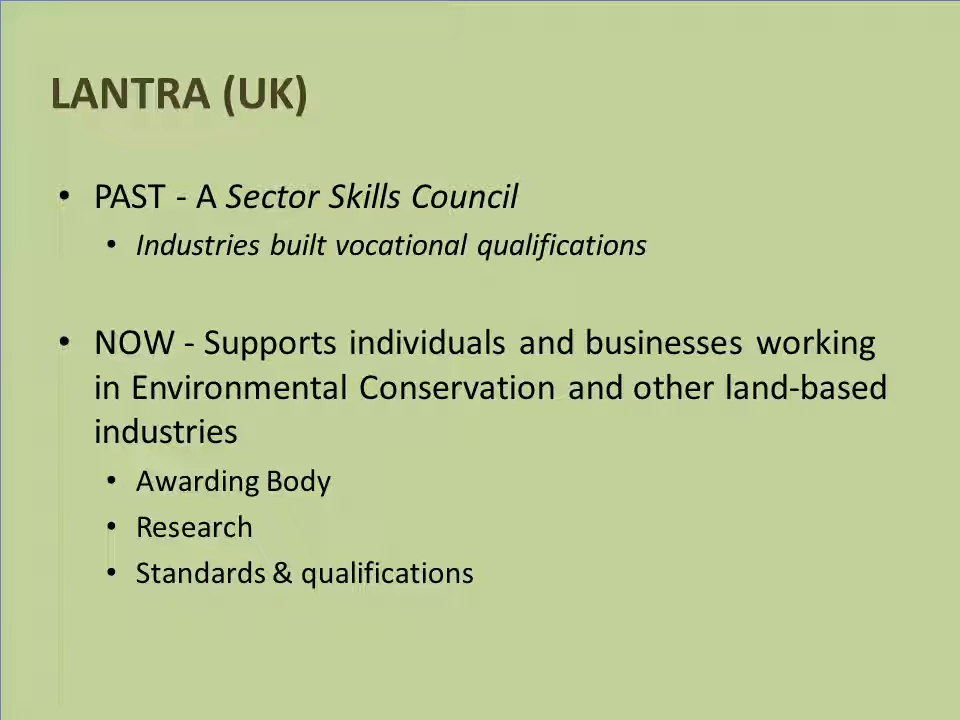 LANTRA (UK)
• PAST - A Sector Skills Council
• Industries built vocational qualifications
• NOW - Supports individuals and businesses working
in Environmental Conservation and other land-based
industries
• Awarding Body
• Research
• Standards & qualifications